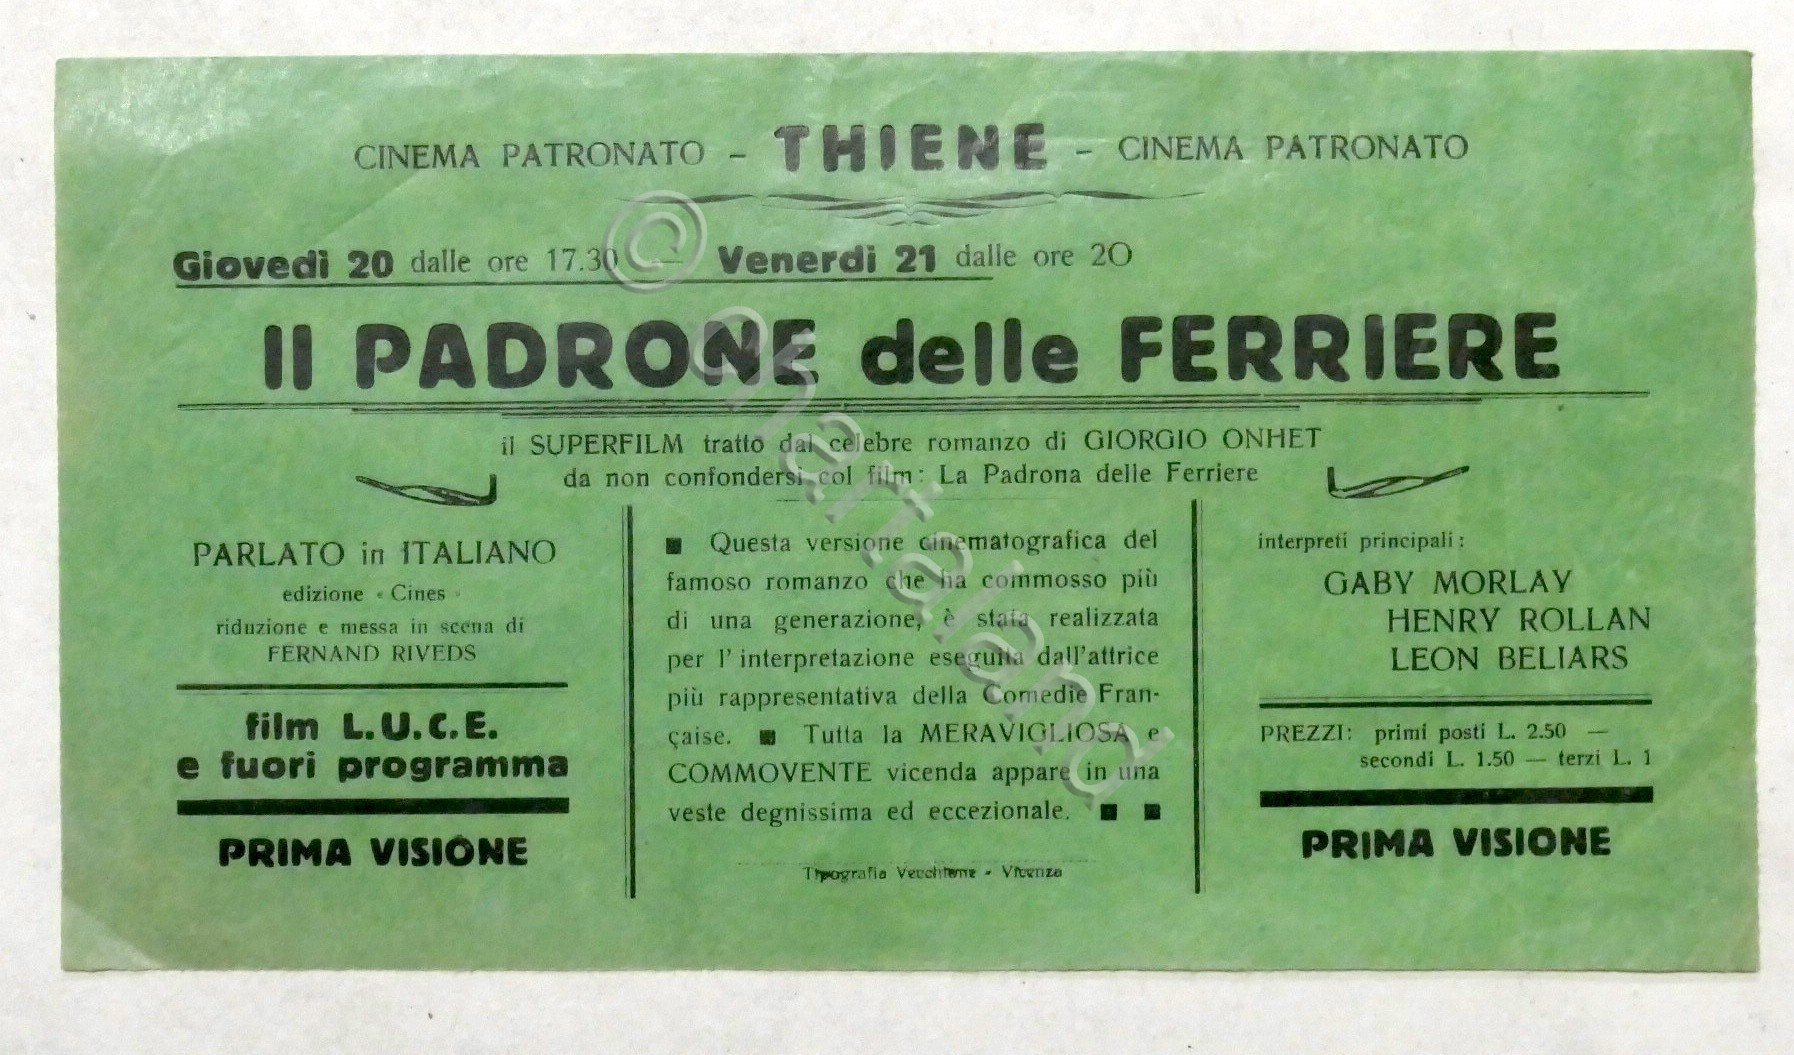 CINEMA PATRONATO - THIENE - CINEMA PATRONATO
Giovedì 20 dalle ore 17.30 — Venerdì 21 dalle ore 20
Il PADRONE delle FERRIERE
il SUPERFILM tratto dal celebre romanzo di GIORGIO ONHET
da non confondersi col film: La Padrona delle Ferriere
PARLATO in ITALIANO
edizione « Cines »
riduzione e messa in scena di
FERNAND RIVEDS
film L.U.C.E.
e fuori programma
PRIMA VISIONE
■ Questa versione cinematografica del
famoso romanzo che ha commosso più
di una generazione, è stata realizzata
per l'interpretazione eseguita dall'attrice
più rappresentativa della Comedie Fran-
çaise. ■ Tutta la MERAVIGLIOSA e
COMMOVENTE vicenda appare in una
veste degnissima ed eccezionale. ■ ■
Tipografia - Vicenza
interpreti principali:
GABY MORLAY
HENRY ROLLAN
LEON BELIARS
PREZZI: primi posti L. 2.50 —
secondi L. 1.50 — terzi L. 1
PRIMA VISIONE
© chartaland